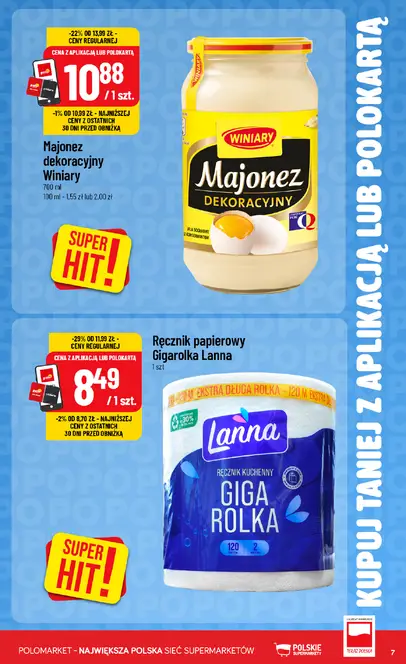 -22% OD 13,99 ZŁ -
CENY REGULARNEJ
CENA Z APLIKACJĄ LUB POLOKARTĄ
10 88
/1 szt.
-1% OD 10,99 ZŁ - NAJNIŻSZEJ
CENY Z OSTATNICH
30 DNI PRZED OBNIŻKĄ
Majonez
dekoracyjny
Winiary
700 ml
100 ml - 1,55 zł lub 2,00 zł
SUPER
HIT!
WINIARY
Majonez
DEKORACYJNY
Q
KUPUJ TANIEJ Z APLIKACJĄ LUB POLOKARTĄ
-29% OD 11,99 ZŁ -
CENY REGULARNEJ
CENA Z APLIKACJĄ LUB POLOKARTĄ
8 49
/1 szt.
-2% OD 8,70 ZŁ - NAJNIŻSZEJ
CENY Z OSTATNICH
30 DNI PRZED OBNIŻKĄ
Ręcznik papierowy
Gigarolka Lanna
1 szt.
SUPER
HIT!
EKSTRA DŁUGA ROLKA - 120 M
Lanna
RĘCZNIK KUCHENNY
GIGA
ROLKA
120
2
POLOMARKET - NAJWIĘKSZA POLSKA SIEĆ SUPERMARKETÓW
POLSKIE
SUPERMARKETY
TERAZ POLSKA
7